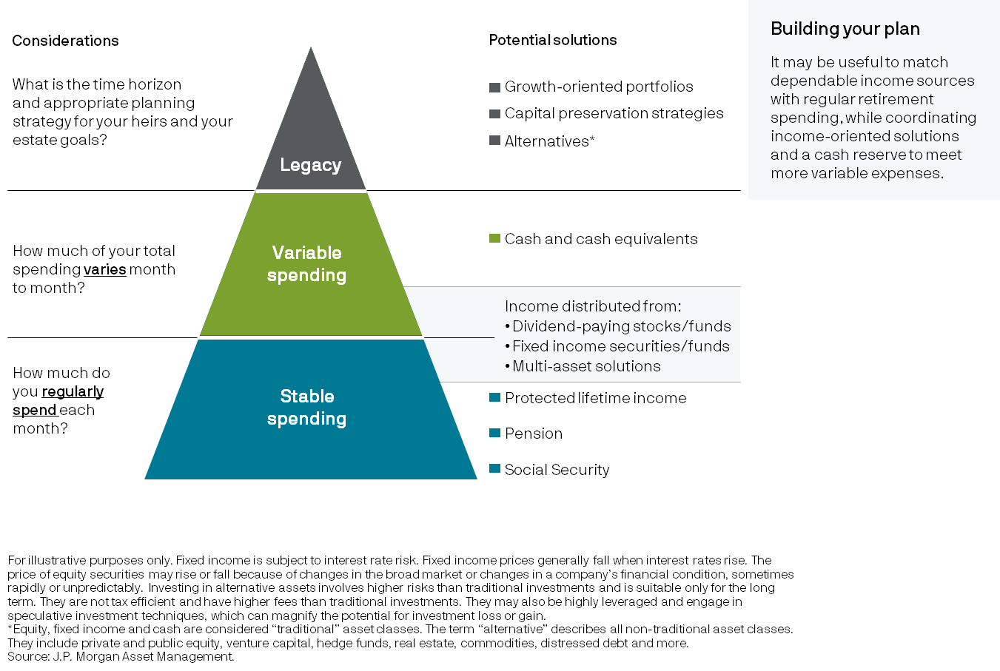 Considerations
Potential solutions
Building your plan
It may be useful to match
dependable income sources
with regular retirement
spending, while coordinating
income-oriented solutions
and a cash reserve to meet
more variable expenses.
What is the time horizon
and appropriate planning
strategy for your heirs and your
estate goals?
Legacy
Growth-oriented portfolios
Capital preservation strategies
Alternatives*
How much of your total
spending varies month
to month?
Variable
spending
Cash and cash equivalents
Income distributed from:
• Dividend-paying stocks/funds
• Fixed income securities/funds
• Multi-asset solutions
How much do
you regularly
spend each
month?
Stable
spending
Protected lifetime income
Pension
Social Security
For illustrative purposes only. Fixed income is subject to interest rate risk. Fixed income prices generally fall when interest rates rise. The
price of equity securities may rise or fall because of changes in the broad market or changes in a company’s financial condition, sometimes
rapidly or unpredictably. Investing in alternative assets involves higher risks than traditional investments and is suitable only for the long
term. They are not tax efficient and have higher fees than traditional investments. They may also be highly leveraged and engage in
speculative investment techniques, which can magnify the potential for investment loss or gain.
*Equity, fixed income and cash are considered “traditional” asset classes. The term “alternative” describes all non-traditional asset classes.
They include private and public equity, venture capital, hedge funds, real estate, commodities, distressed debt and more.
Source: J.P. Morgan Asset Management.